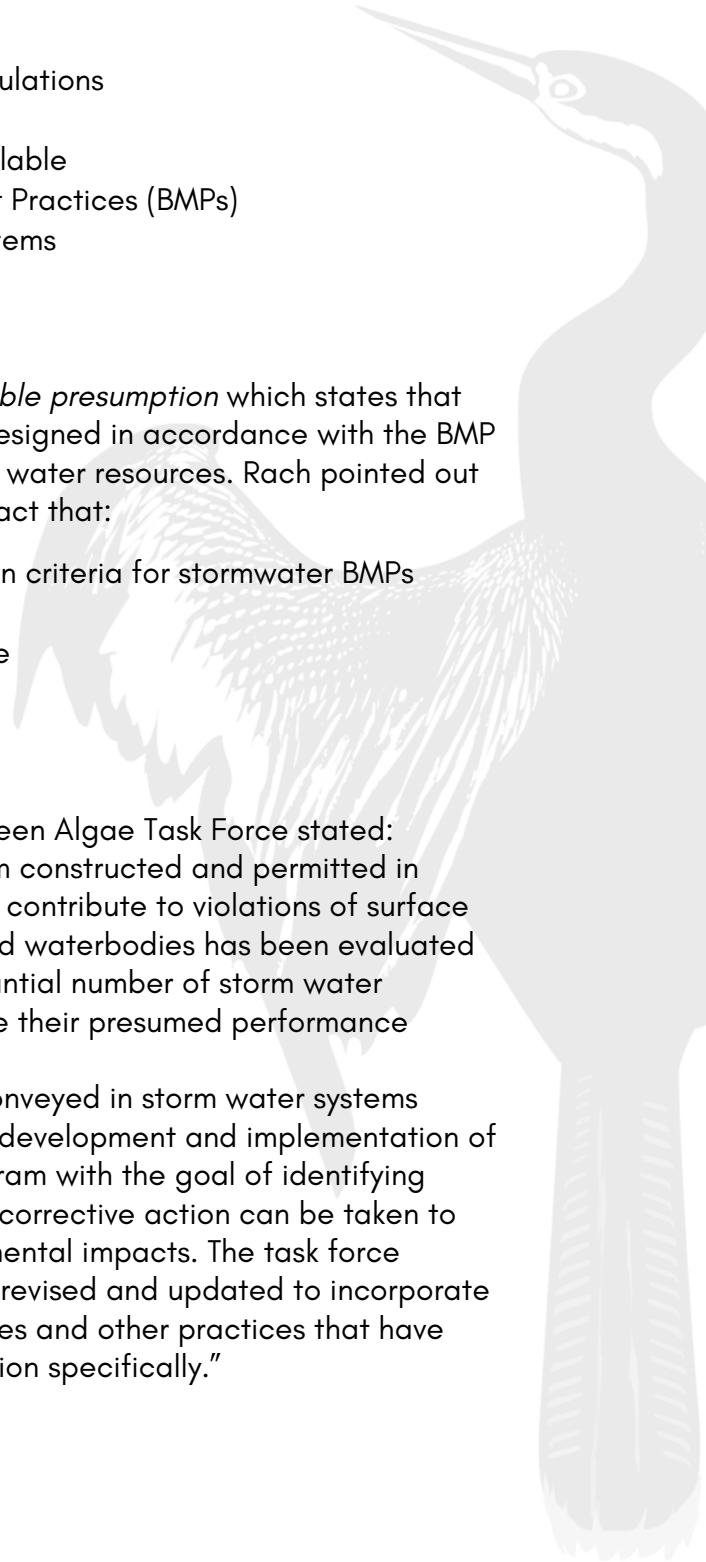 ulations
lable
Practices (BMPs)
ems
ble presumption which states that
esigned in accordance with the BMP
water resources. Rach pointed out
act that:
n criteria for stormwater BMPs
e
een Algae Task Force stated:
m constructed and permitted in
contribute to violations of surface
d waterbodies has been evaluated
antial number of storm water
e their presumed performance
onveyed in storm water systems
development and implementation of
ram with the goal of identifying
corrective action can be taken to
mental impacts. The task force
revised and updated to incorporate
es and other practices that have
ion specifically.”